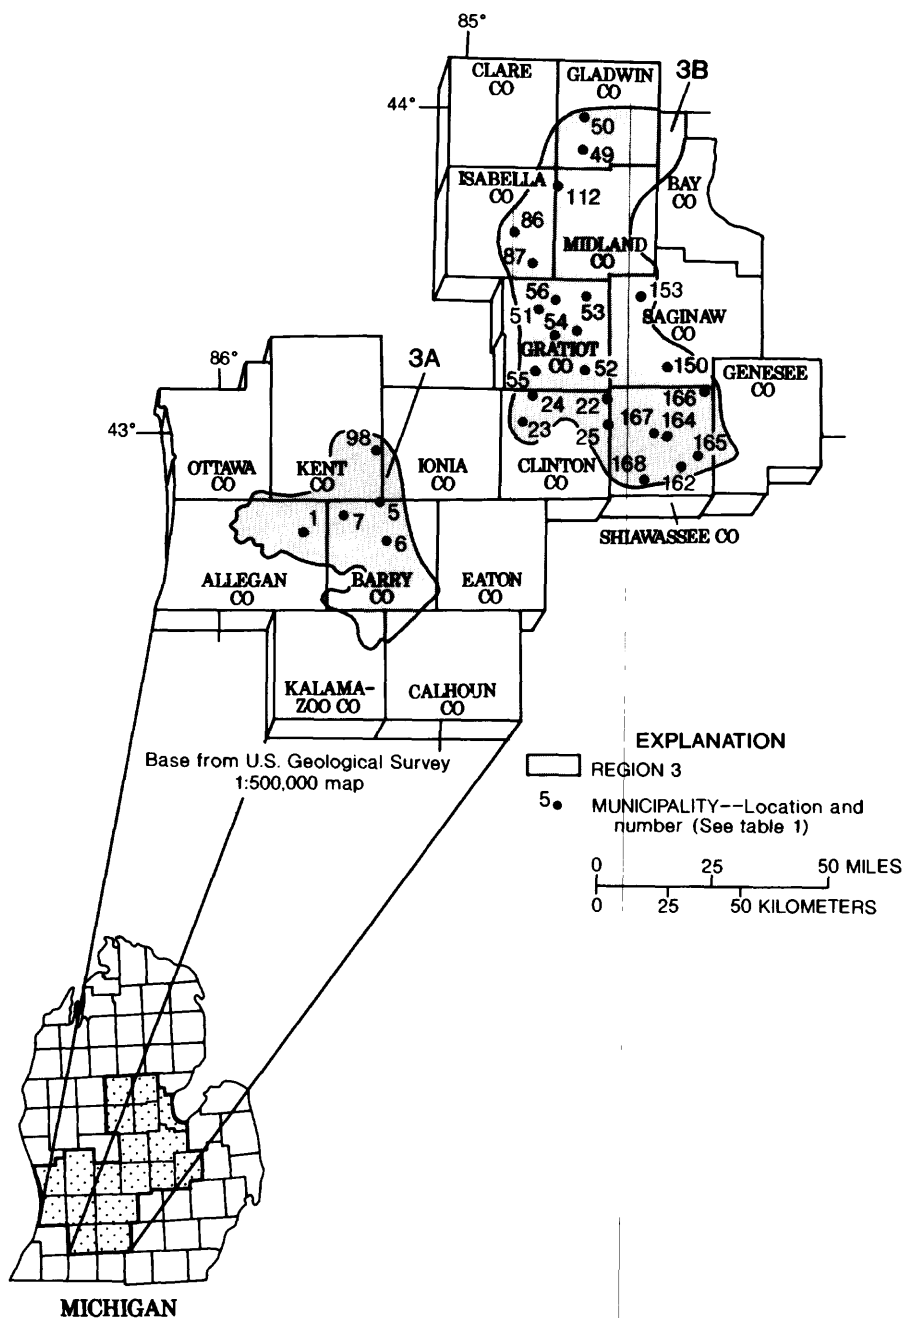 85°
CLARE
CO
GLADWIN
CO
3B
44°
50
49
ISABELLA
CO
112
BAY
CO
86
MIDLAND
CO
87
56
53
153
51
54
SAGINAW
CO
GRATIOT
CO
86°
3A
55
52
150
GENESEE
CO
166
24
22
43°
23
25
167
164
98
165
OTTAWA
CO
KENT
CO
IONIA
CLINTON
CO
168
162
1
7
5
6
SHIAWASSEE CO
ALLEGAN
CO
BARRY
CO
EATON
CO
KALAMA-
ZOO CO
CALHOUN
CO
Base from U.S. Geological Survey
1:500,000 map
EXPLANATION
REGION 3
5
MUNICIPALITY--Location and
number (See table 1)
0 25 50 MILES
0 25 50 KILOMETERS
MICHIGAN